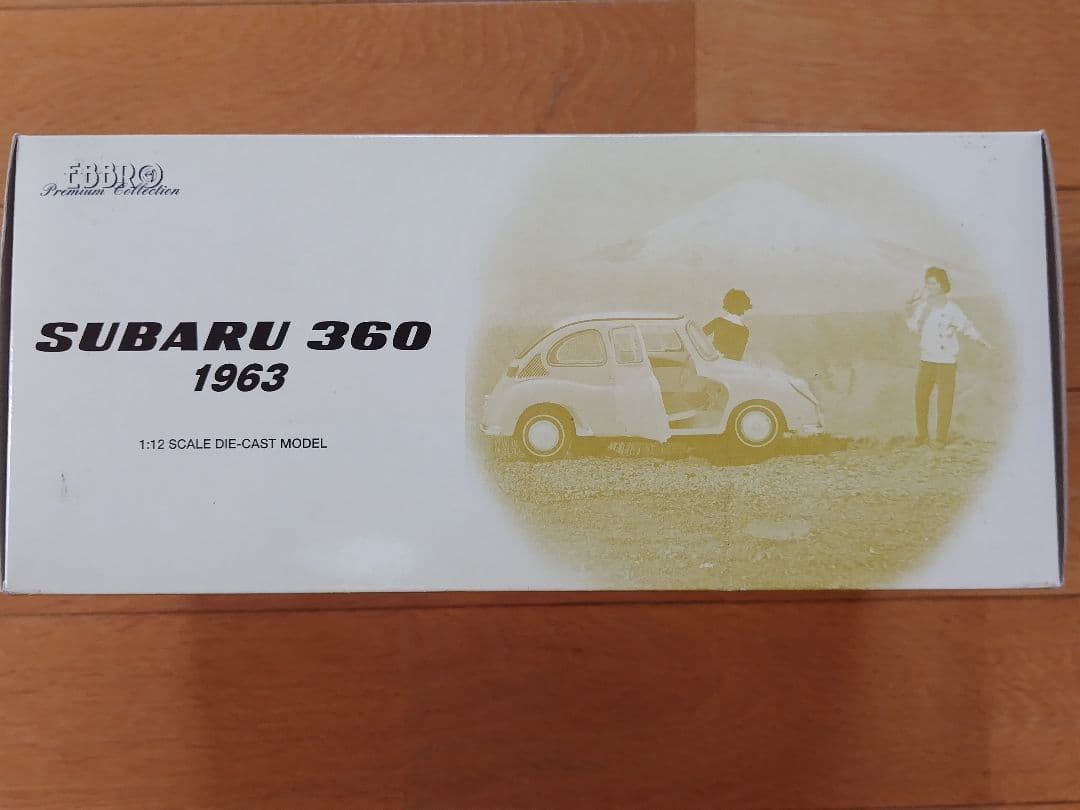 EBBRO
Premium Collection
SUBARU 360
1963
1:12 SCALE DIE-CAST MODEL